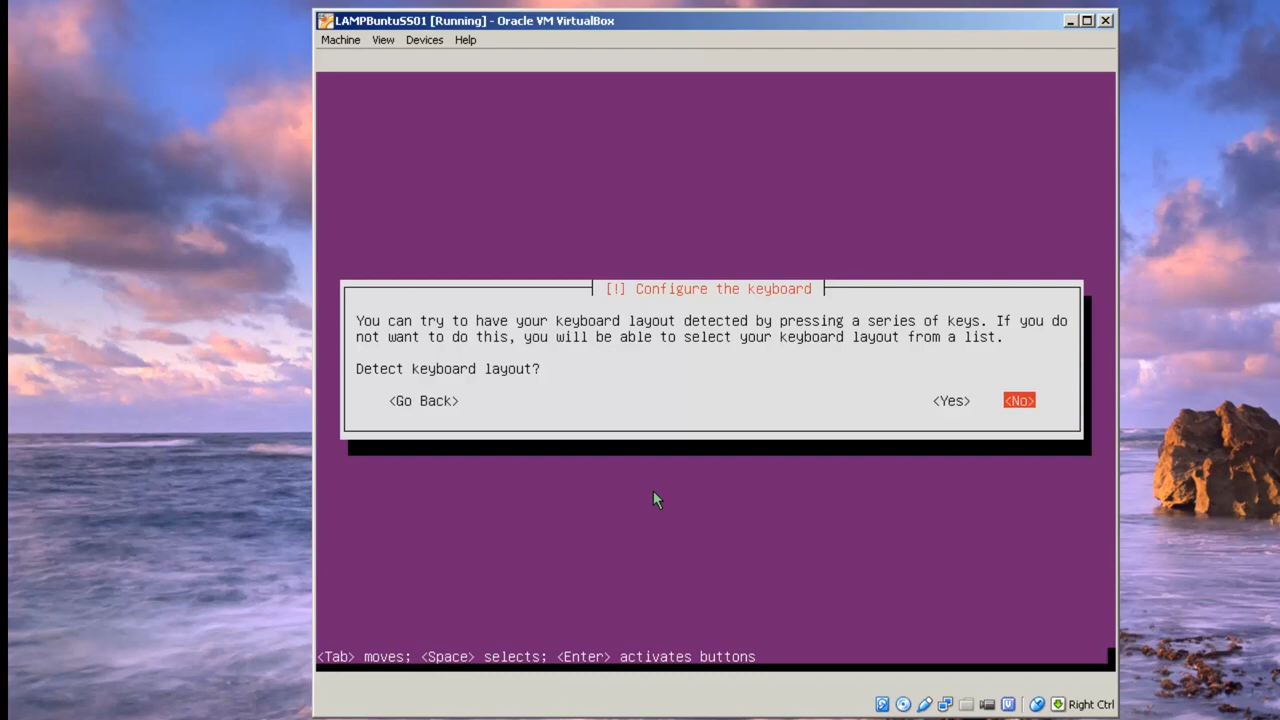 LAMPBuntuSS01 [Running] - Oracle VM VirtualBox
Machine View Devices Help
[!] Configure the keyboard
You can try to have your keyboard layout detected by pressing a series of keys. If you do
not want to do this, you will be able to select your keyboard layout from a list.
Detect keyboard layout?
<Go Back> <Yes> <No>
<Tab> moves; <Space> selects; <Enter> activates buttons
Right Ctrl